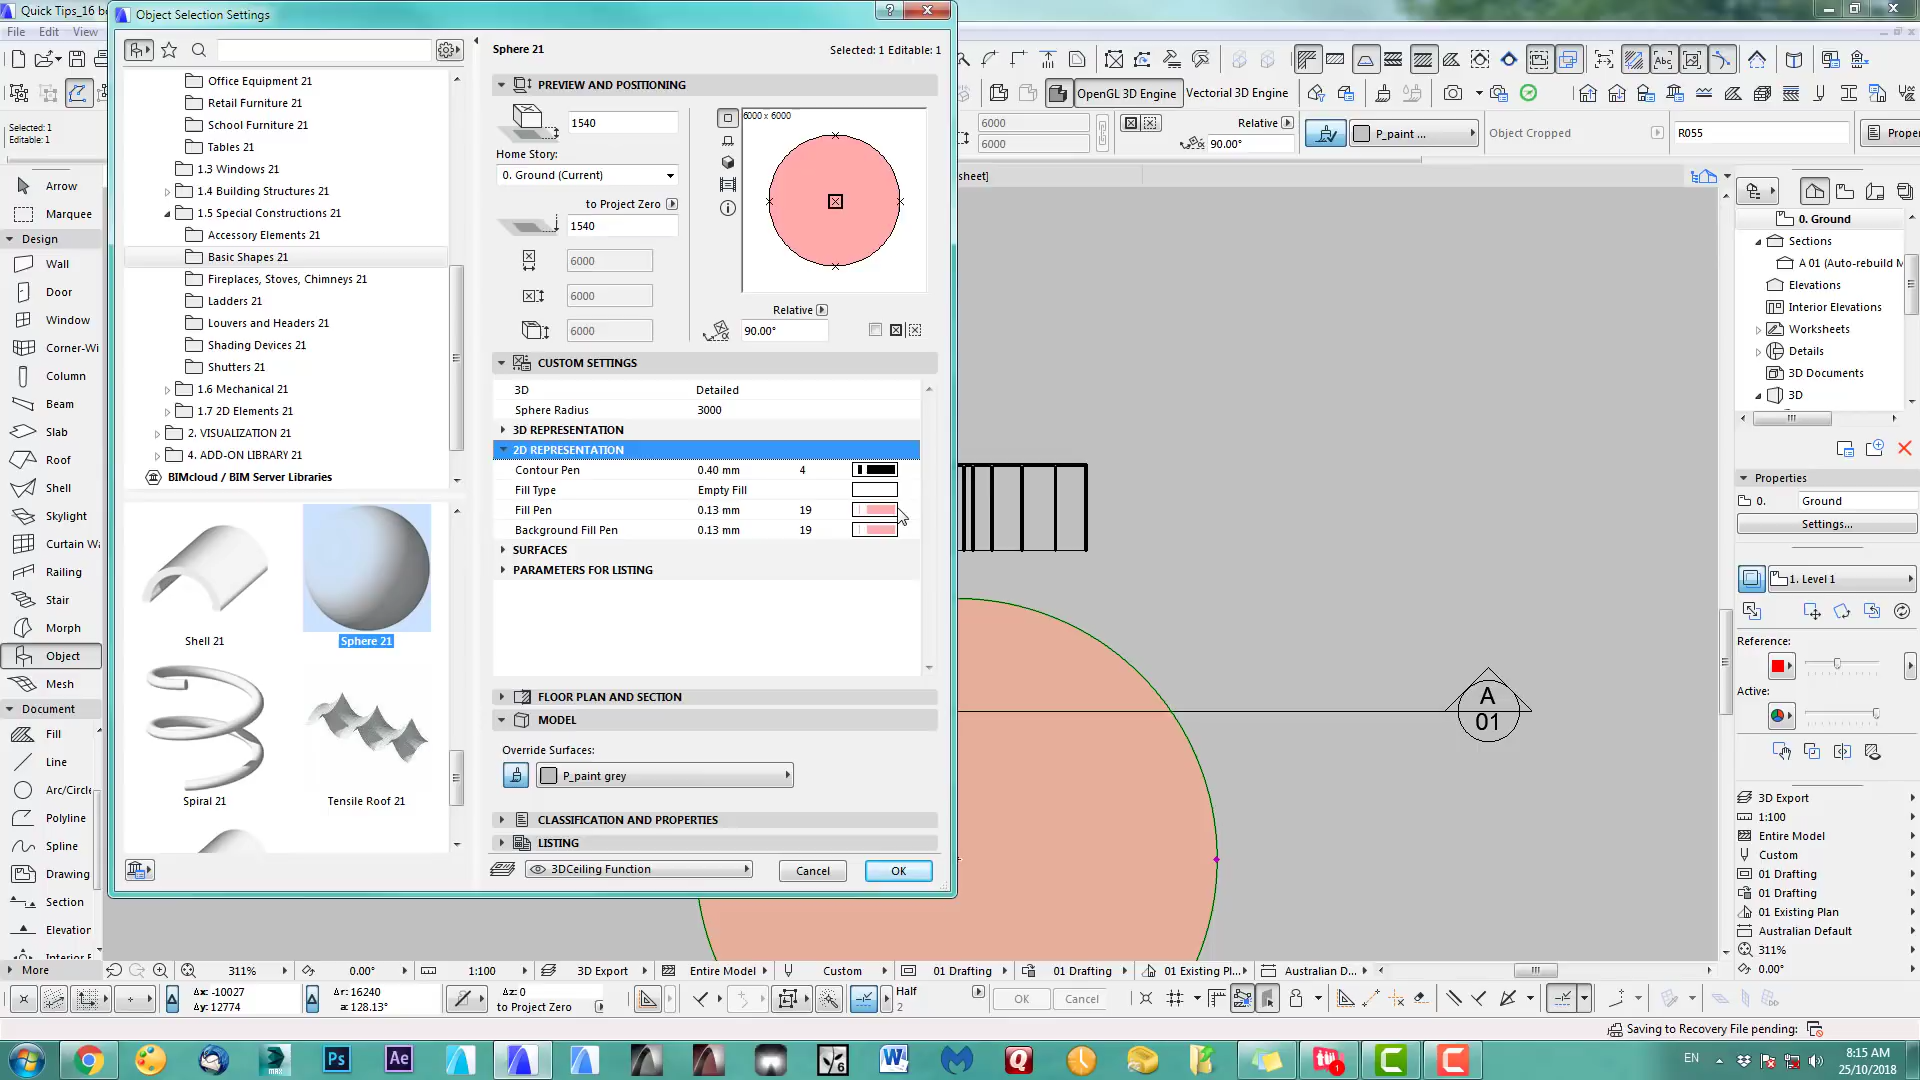 Quick Tips_16 b
Object Selection Settings
File Edit View
Sphere 21
Selected: 1 Editable: 1
Office Equipment 21
Retail Furniture 21
School Furniture 21
Tables 21
1.3 Windows 21
1.4 Building Structures 21
1.5 Special Constructions 21
Accessory Elements 21
Basic Shapes 21
Fireplaces, Stoves, Chimneys 21
Ladders 21
Louvers and Headers 21
Shading Devices 21
Shutters 21
1.6 Mechanical 21
1.7 2D Elements 21
2. VISUALIZATION 21
4. ADD-ON LIBRARY 21
BIMcloud / BIM Server Libraries
Shell 21
Sphere 21
Spiral 21
Tensile Roof 21
PREVIEW AND POSITIONING
1540
Home Story:
0. Ground (Current)
to Project Zero
1540
6000
6000
6000
6000 x 6000
Relative
90.00°
CUSTOM SETTINGS
3D Detailed
Sphere Radius 3000
3D REPRESENTATION
2D REPRESENTATION
Contour Pen 0.40 mm 4
Fill Type Empty Fill
Fill Pen 0.13 mm 19
Background Fill Pen 0.13 mm 19
SURFACES
PARAMETERS FOR LISTING
FLOOR PLAN AND SECTION
MODEL
Override Surfaces:
P_paint grey
CLASSIFICATION AND PROPERTIES
LISTING
3DCeiling Function
Cancel
OK
Selected: 1
Editable: 1
Arrow
Marquee
Design
Wall
Door
Window
Corner-Wi
Column
Beam
Slab
Roof
Shell
Skylight
Curtain Wa
Railing
Stair
Morph
Object
Mesh
Document
Fill
Line
Arc/Circle
Polyline
Spline
Drawing
Section
Elevation
More
OpenGL 3D Engine
Vectorial 3D Engine
6000
6000
Relative
90.00°
P_paint ...
Object Cropped
R055
Proper
sheet]
A
01
0. Ground
Sections
A 01 (Auto-rebuild M
Elevations
Interior Elevations
Worksheets
Details
3D Documents
3D
Properties
0. Ground
Settings...
1. Level 1
Reference:
Active:
3D Export
1:100
Entire Model
Custom
01 Drafting
01 Drafting
01 Existing Plan
Australian Default
311%
0.00°
311%
0.00°
1:100
3D Export
Entire Model
Custom
01 Drafting
01 Drafting
01 Existing Pl...
Australian D...
Δx: -10027
Δy: 12774
Δr: 16240
a: 128.13°
Δz: 0
to Project Zero
Half
2
OK
Cancel
Saving to Recovery File pending:
MAX
Ps
Ae
EN
8:15 AM
25/10/2018